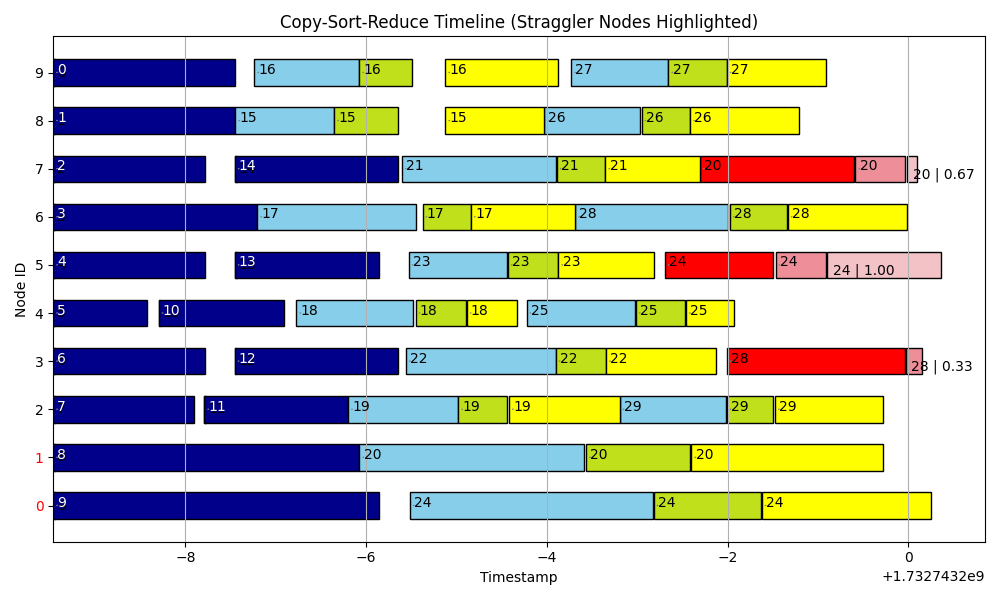 Copy-Sort-Reduce Timeline (Straggler Nodes Highlighted)
Node ID
9 0 16 16 16 27 27 27
8 1 15 15 15 26 26 26
7 2 14 21 21 21 20 20 20 | 0.67
6 3 17 17 17 28 28 28
5 4 13 23 23 23 24 24 24 | 1.00
4 5 10 18 18 18 25 25 25
3 6 12 22 22 22 28 28 | 0.33
2 7 11 19 19 19 29 29 29
1 8 20 20 20
0 9 24 24 24
−8 −6 −4 −2 0
Timestamp
+1.7327432e9